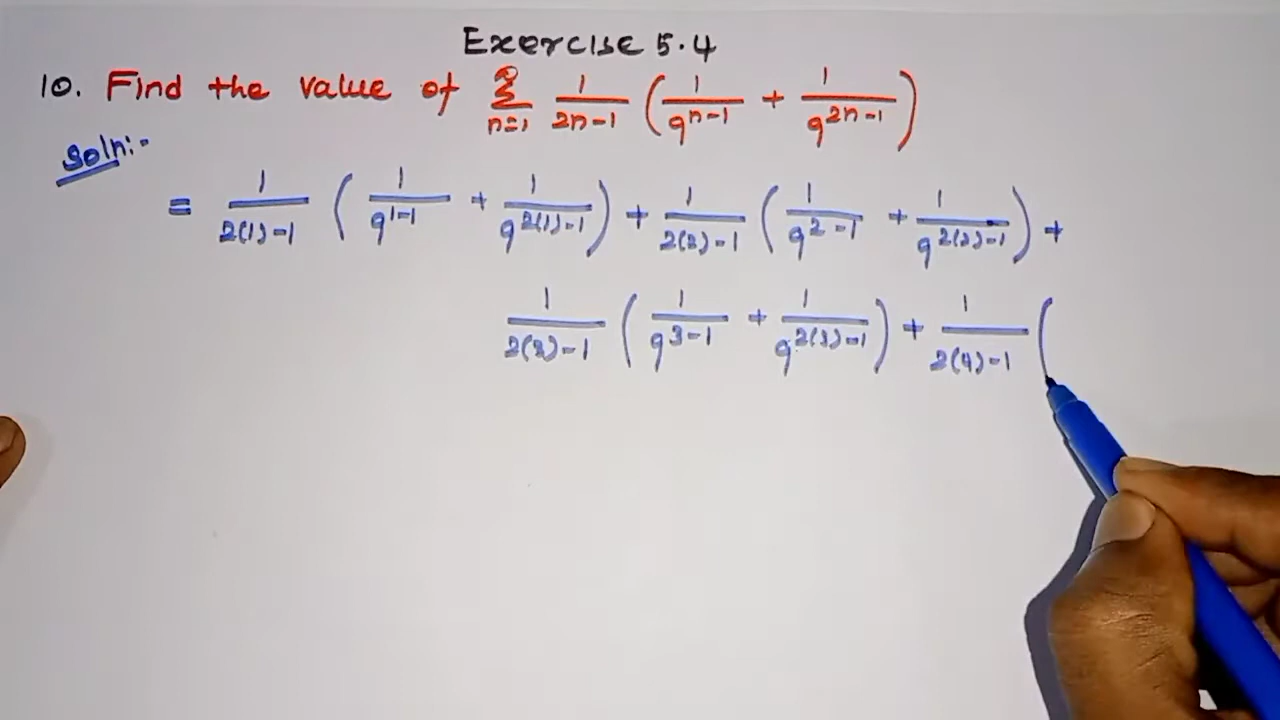 Exercise 5.4
10. Find the value of ∞Σn=1 1/(2n-1) (1/9^(n-1) + 1/9^(2n-1))
Soln:-
= 1/(2(1)-1) (1/9^(1-1) + 1/9^(2(1)-1)) + 1/(2(2)-1) (1/9^(2-1) + 1/9^(2(2)-1)) +
1/(2(3)-1) (1/9^(3-1) + 1/9^(2(3)-1)) + 1/(2(4)-1) (